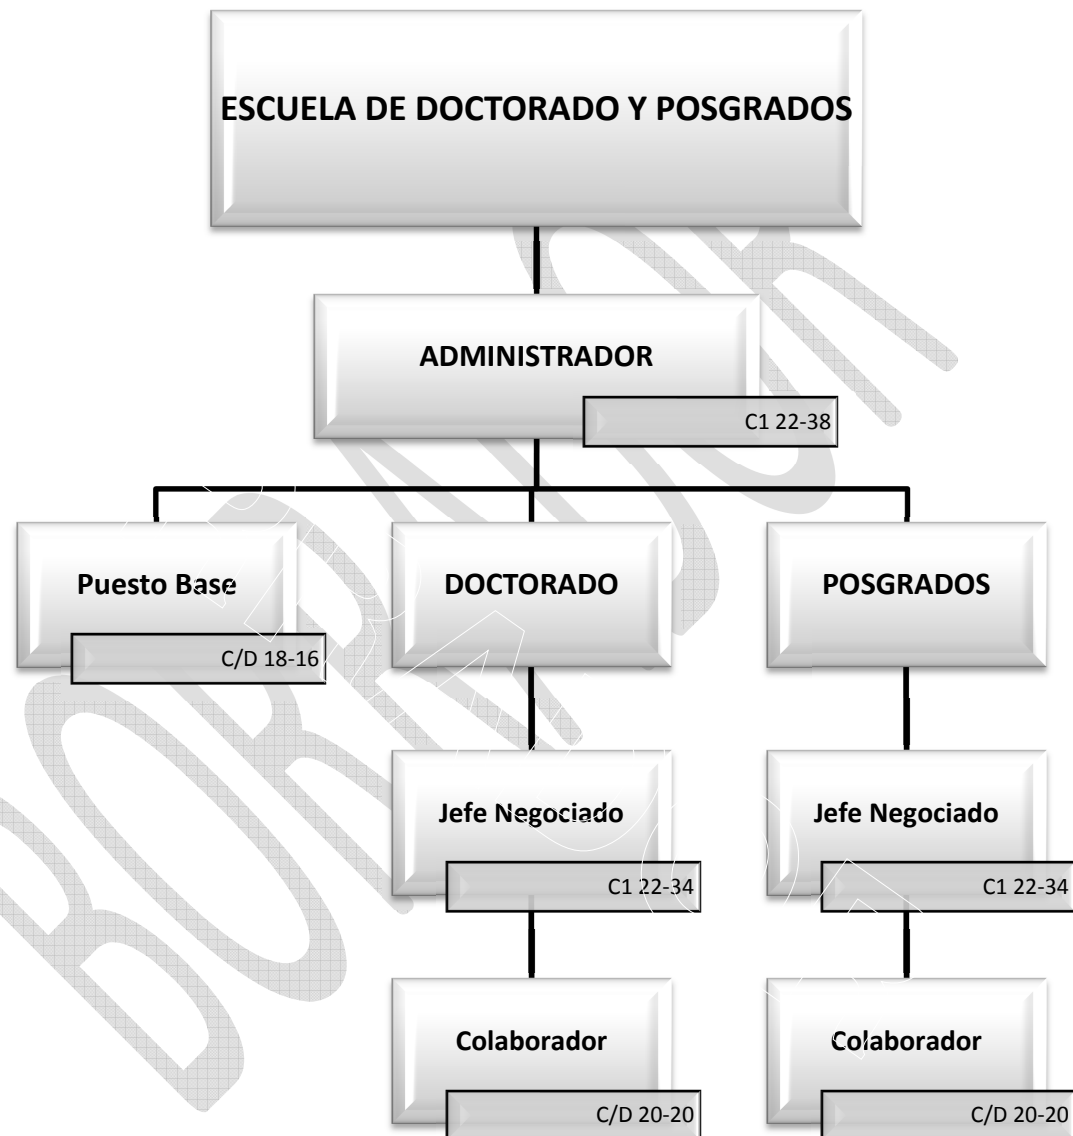 ESCUELA DE DOCTORADO Y POSGRADOS
ADMINISTRADOR
C1 22-38
Puesto Base
C/D 18-16
DOCTORADO
POSGRADOS
Jefe Negociado
C1 22-34
Jefe Negociado
C1 22-34
Colaborador
C/D 20-20
Colaborador
C/D 20-20
BORRADOR